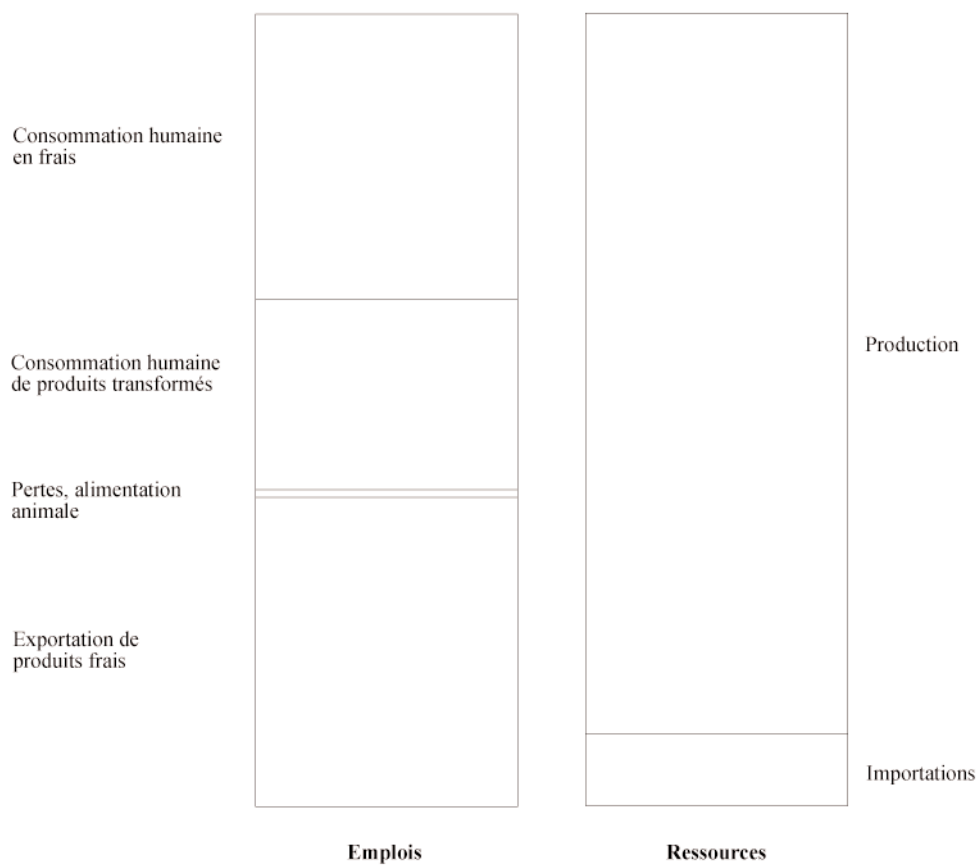 Consommation humaine
en frais
Consommation humaine
de produits transformés
Pertes, alimentation
animale
Exportation de
produits frais
Production
Importations
Emplois
Ressources